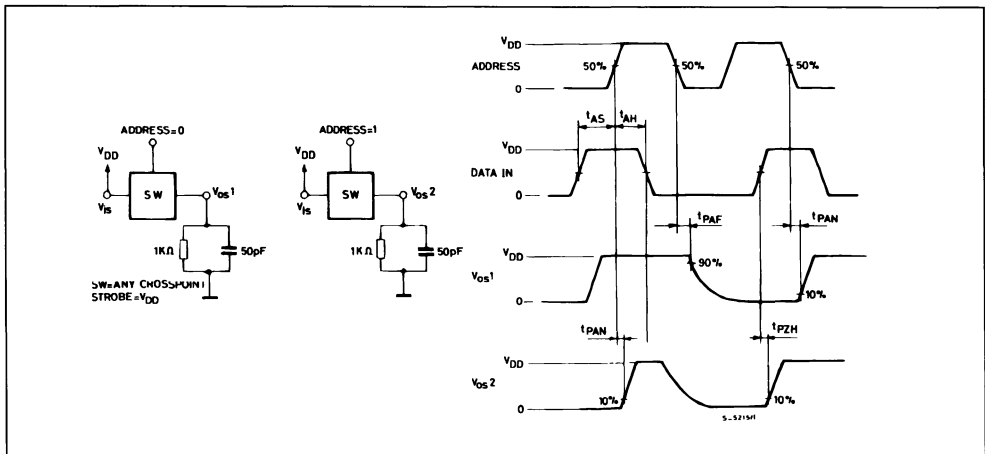 ADDRESS=0
VDD
SW
Vis
Vos1
1KΩ
50pF
SW=ANY CROSSPOINT
STROBE=VDD
ADDRESS=1
VDD
SW
Vis
Vos2
1KΩ
50pF
VDD
ADDRESS
50%
50%
50%
0
tAS
tAH
VDD
DATA IN
0
tPAF
tPAN
VDD
90%
Vos1
10%
0
tPAN
tPZH
VDD
Vos2
10%
10%
0
S-5215/1